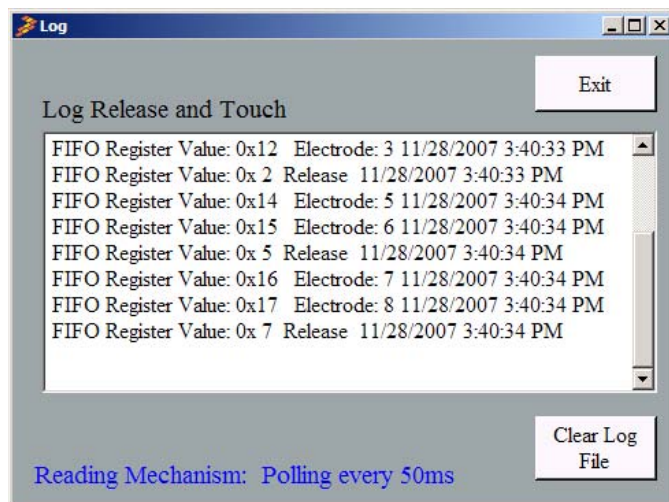 Log
Exit
Log Release and Touch
FIFO Register Value: 0x12 Electrode: 3 11/28/2007 3:40:33 PM
FIFO Register Value: 0x 2 Release 11/28/2007 3:40:33 PM
FIFO Register Value: 0x14 Electrode: 5 11/28/2007 3:40:34 PM
FIFO Register Value: 0x15 Electrode: 6 11/28/2007 3:40:34 PM
FIFO Register Value: 0x 5 Release 11/28/2007 3:40:34 PM
FIFO Register Value: 0x16 Electrode: 7 11/28/2007 3:40:34 PM
FIFO Register Value: 0x17 Electrode: 8 11/28/2007 3:40:34 PM
FIFO Register Value: 0x 7 Release 11/28/2007 3:40:34 PM
Clear Log
File
Reading Mechanism: Polling every 50ms